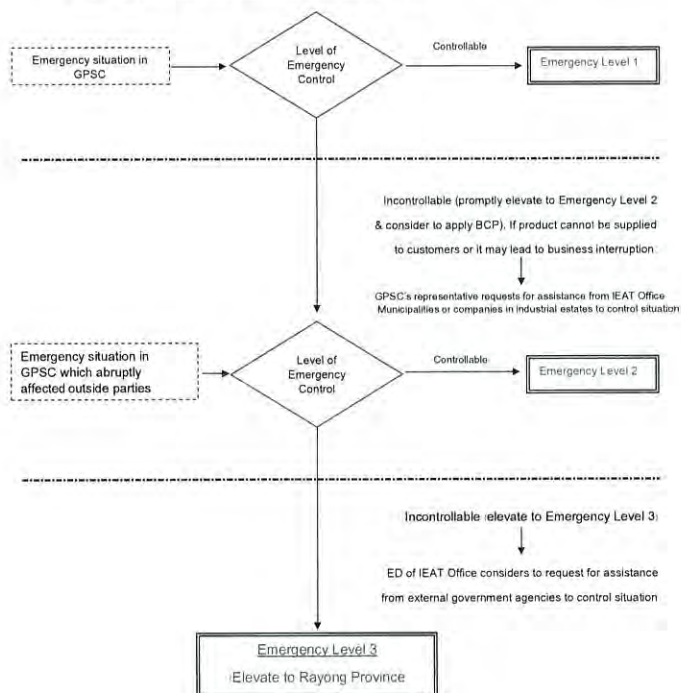 Emergency situation in
GPSC
Level of
Emergency
Control
Controllable
Emergency Level 1
Incontrollable (promptly elevate to Emergency Level 2
& consider to apply BCP), If product cannot be supplied
to customers or it may lead to business interruption
GPSC's representative requests for assistance from IEAT Office
Municipalities or companies in industrial estates to control situation
Emergency situation in
GPSC which abruptly
affected outside parties
Level of
Emergency
Control
Controllable
Emergency Level 2
Incontrollable (elevate to Emergency Level 3)
ED of IEAT Office considers to request for assistance
from external government agencies to control situation
Emergency Level 3
Elevate to Rayong Province